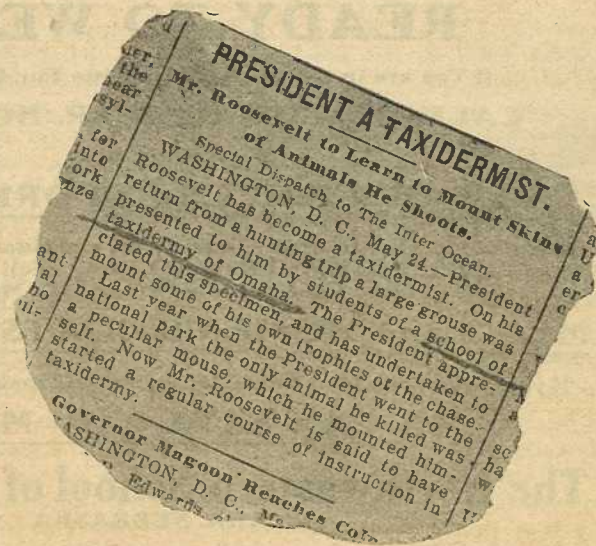 PRESIDENT A TAXIDERMIST.
Mr. Roosevelt to Learn to Mount Skins
of Animals He Shoots.
Special Dispatch to The Inter Ocean.
WASHINGTON, D. C., May 24.—President
Roosevelt has become a taxidermist. On his
return from a hunting trip a large grouse was
presented to him by students of a school of
taxidermy of Omaha. The President appre-
ciated this specimen, and has undertaken to
mount some of his own trophies of the chase.
Last year when the President went to the
national park the only animal he killed was
a peculiar mouse, which he mounted him-
self. Now Mr. Roosevelt is said to have
started a regular course of instruction in
taxidermy.
Governor Magoon Reaches
WASHINGTON, D. C.,
Edwards
the
for
into